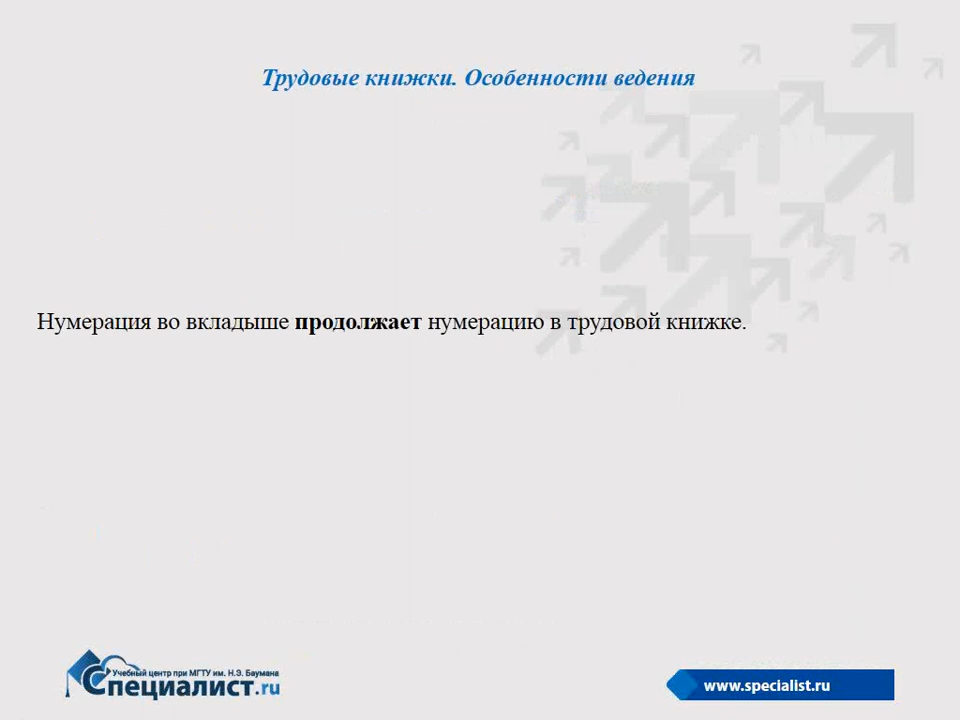 Трудовые книжки. Особенности ведения
Нумерация во вкладыше продолжает нумерацию в трудовой книжке.
Учебный центр при МГТУ им. Н.Э. Баумана
Специалист.ru
www.specialist.ru